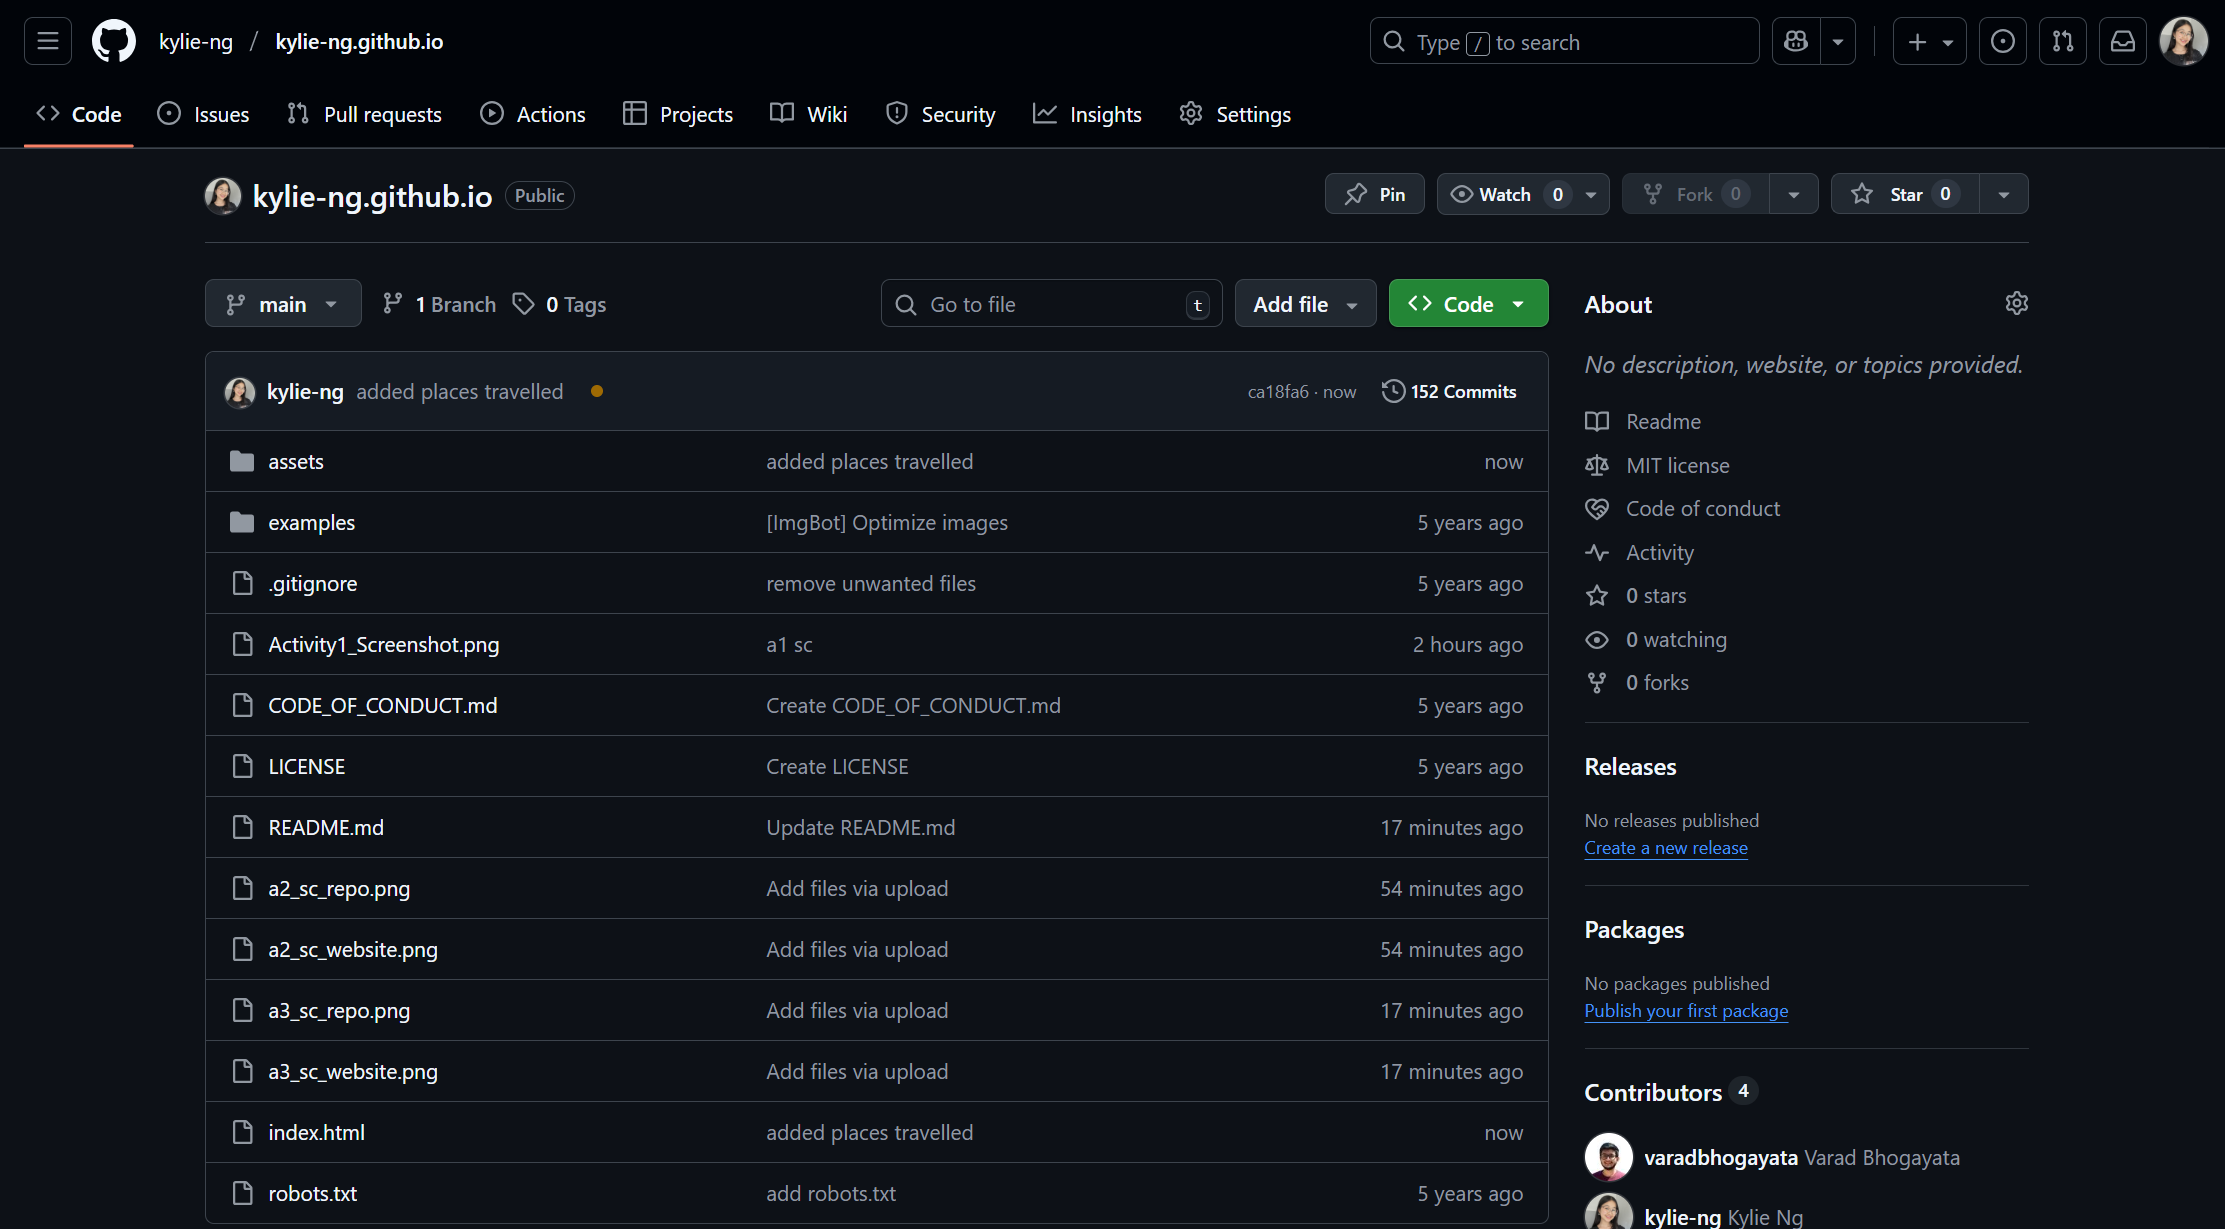 kylie-ng / kylie-ng.github.io
Type / to search
Code Issues Pull requests Actions Projects Wiki Security Insights Settings
kylie-ng.github.io Public
Pin Watch 0 Fork 0 Star 0
main 1 Branch 0 Tags
Go to file t Add file Code
kylie-ng added places travelled ca18fa6 · now 152 Commits
assets added places travelled now
examples [ImgBot] Optimize images 5 years ago
.gitignore remove unwanted files 5 years ago
Activity1_Screenshot.png a1 sc 2 hours ago
CODE_OF_CONDUCT.md Create CODE_OF_CONDUCT.md 5 years ago
LICENSE Create LICENSE 5 years ago
README.md Update README.md 17 minutes ago
a2_sc_repo.png Add files via upload 54 minutes ago
a2_sc_website.png Add files via upload 54 minutes ago
a3_sc_repo.png Add files via upload 17 minutes ago
a3_sc_website.png Add files via upload 17 minutes ago
index.html added places travelled now
robots.txt add robots.txt 5 years ago
About
No description, website, or topics provided.
Readme
MIT license
Code of conduct
Activity
0 stars
0 watching
0 forks
Releases
No releases published
Create a new release
Packages
No packages published
Publish your first package
Contributors 4
varadbhogayata Varad Bhogayata
kylie-ng Kylie Ng